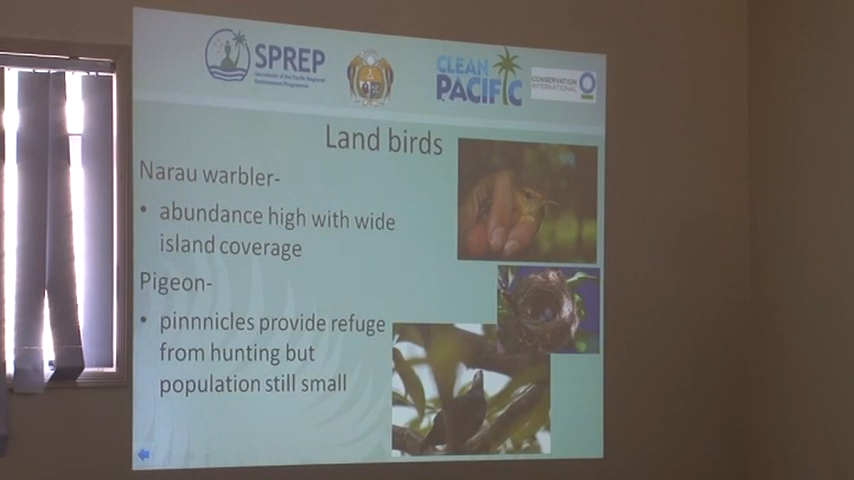 SPREP
Secretariat of the Pacific Regional
Environment Programme
CLEAN
PACIFIC
CONSERVATION
INTERNATIONAL
Land birds
Narau warbler-
• abundance high with wide
island coverage
Pigeon-
• pinnnicles provide refuge
from hunting but
population still small